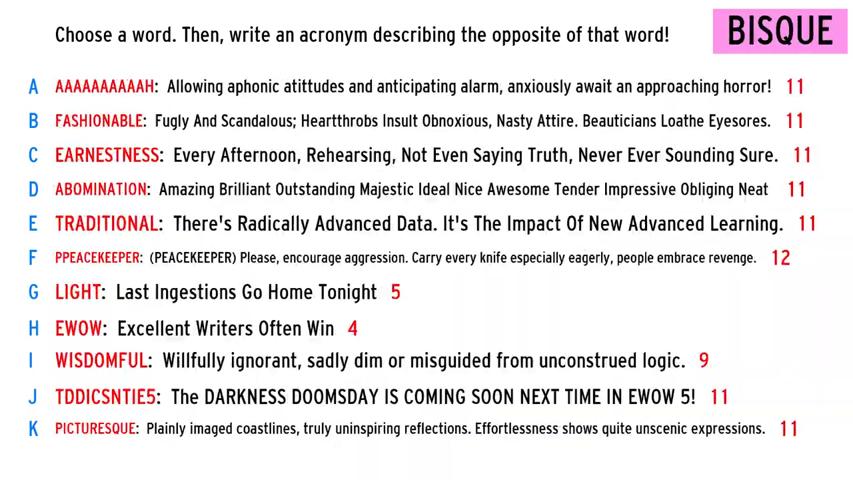 Choose a word. Then, write an acronym describing the opposite of that word!
BISQUE
A AAAAAAAAAAH: Allowing aphonic atittudes and anticipating alarm, anxiously await an approaching horror! 11
B FASHIONABLE: Fugly And Scandalous; Heartthrobs Insult Obnoxious, Nasty Attire. Beauticians Loathe Eyesores. 11
C EARNESTNESS: Every Afternoon, Rehearsing, Not Even Saying Truth, Never Ever Sounding Sure. 11
D ABOMINATION: Amazing Brilliant Outstanding Majestic Ideal Nice Awesome Tender Impressive Obliging Neat 11
E TRADITIONAL: There's Radically Advanced Data. It's The Impact Of New Advanced Learning. 11
F PPEACEKEEPER: (PEACEKEEPER) Please, encourage aggression. Carry every knife especially eagerly, people embrace revenge. 12
G LIGHT: Last Ingestions Go Home Tonight 5
H EWOW: Excellent Writers Often Win 4
I WISDOMFUL: Willfully ignorant, sadly dim or misguided from unconstrued logic. 9
J TDDICSNTIE5: The DARKNESS DOOMSDAY IS COMING SOON NEXT TIME IN EWOW 5! 11
K PICTURESQUE: Plainly imaged coastlines, truly uninspiring reflections. Effortlessness shows quite unscenic expressions. 11